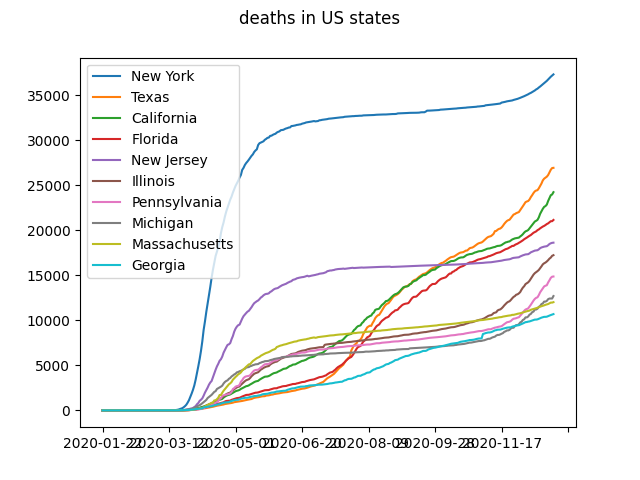 deaths in US states
New York
Texas
California
Florida
New Jersey
Illinois
Pennsylvania
Michigan
Massachusetts
Georgia
35000
30000
25000
20000
15000
10000
5000
0
2020-01-22 2020-03-12 2020-05-01 2020-06-20 2020-08-09 2020-09-28 2020-11-17